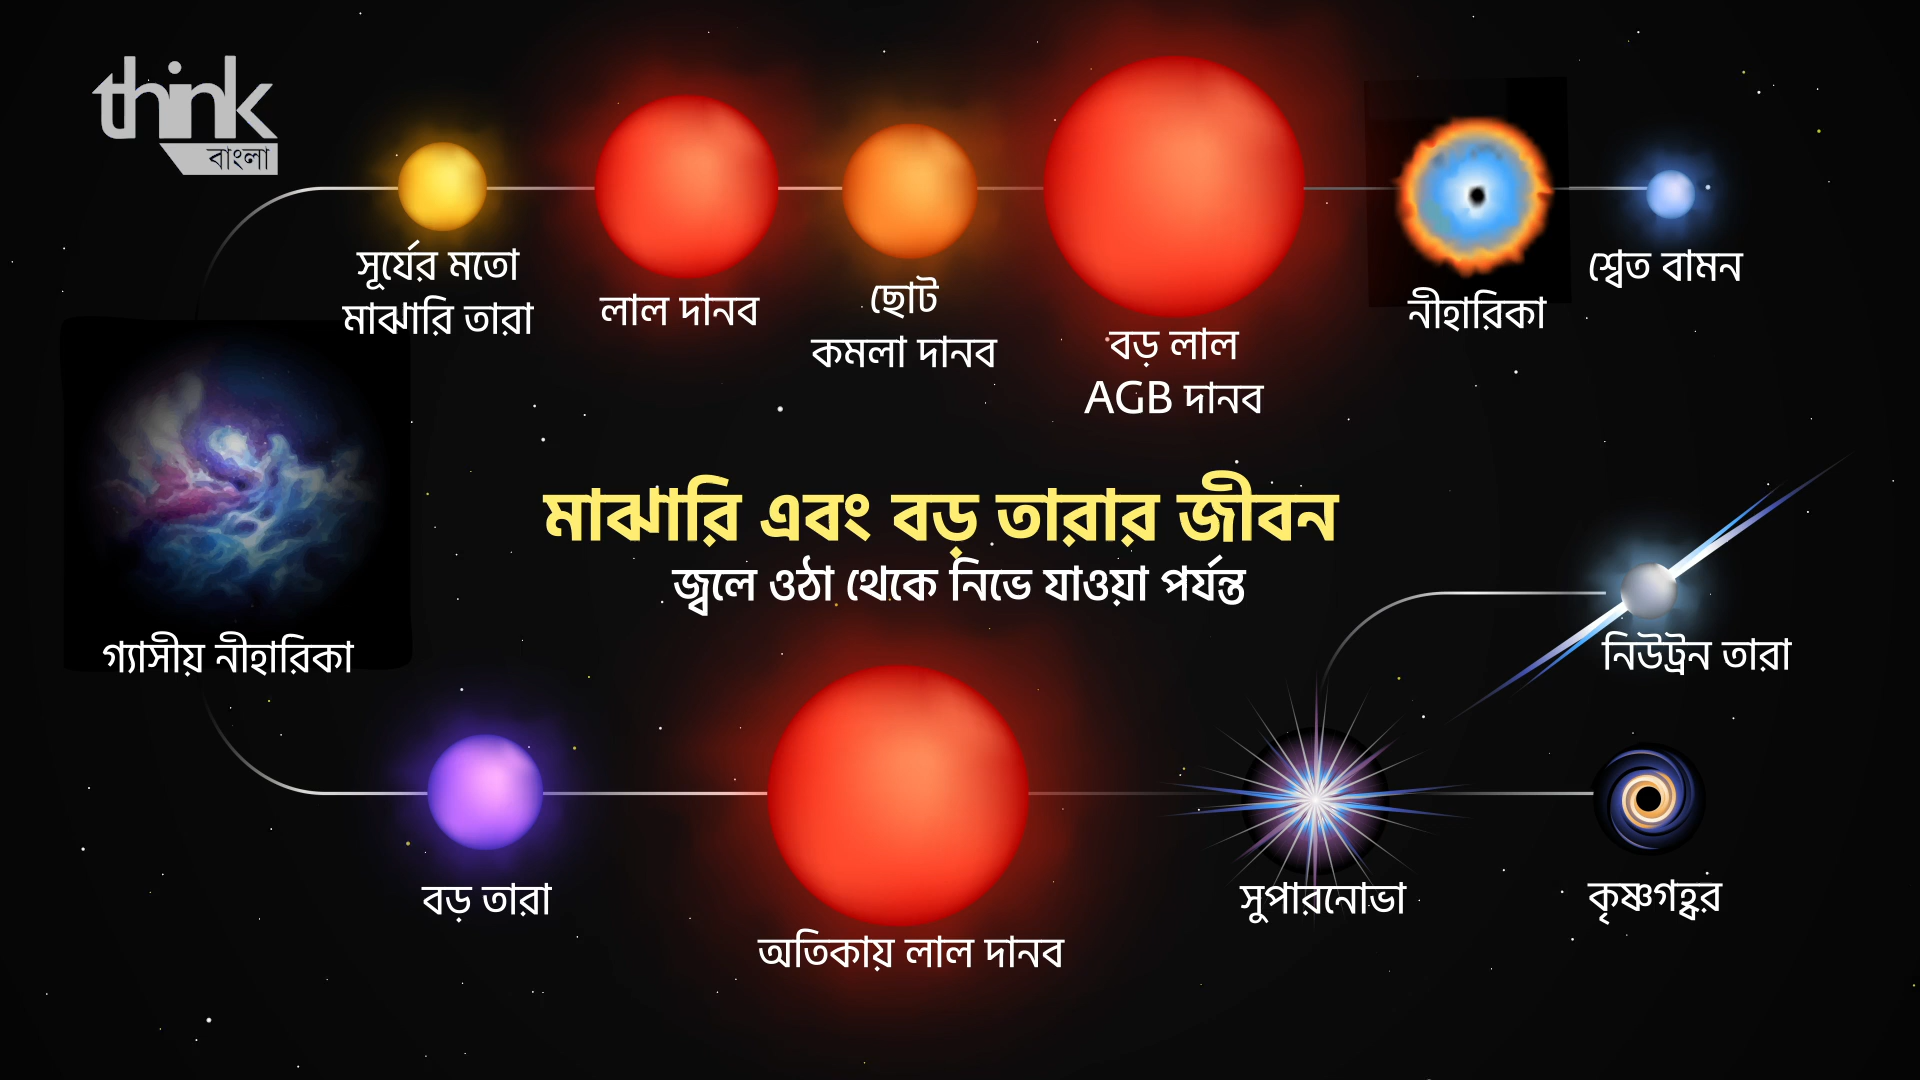 think
বাংলা
সূর্যের মতো
মাঝারি তারা
লাল দানব
ছোট
কমলা দানব
বড় লাল
AGB দানব
নীহারিকা
শ্বেত বামন
মাঝারি এবং বড় তারার জীবন
জ্বলে ওঠা থেকে নিভে যাওয়া পর্যন্ত
গ্যাসীয় নীহারিকা
নিউট্রন তারা
বড় তারা
অতিকায় লাল দানব
সুপারনোভা
কৃষ্ণগহ্বর